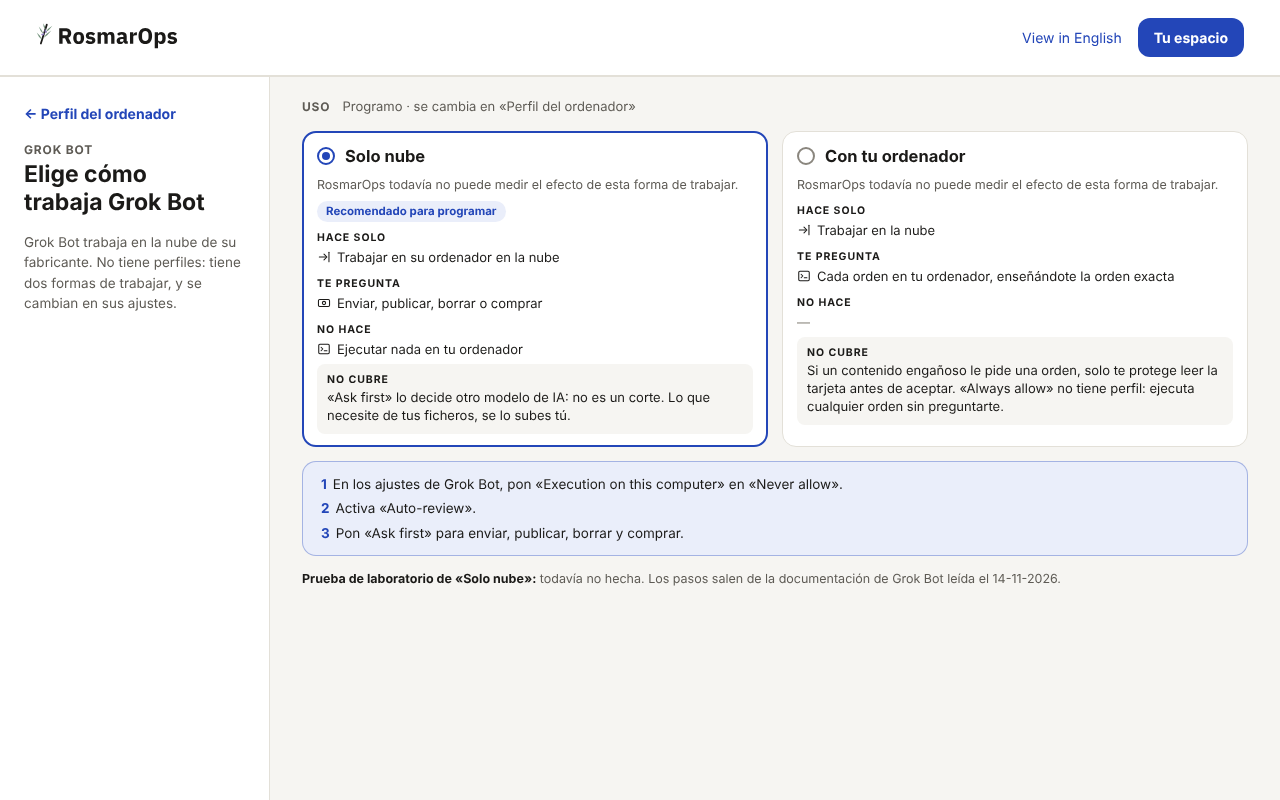 RosmarOps
View in English
Tu espacio
← Perfil del ordenador
GROK BOT
Elige cómo
trabaja Grok Bot
Grok Bot trabaja en la nube de su
fabricante. No tiene perfiles: tiene
dos formas de trabajar, y se
cambian en sus ajustes.
USO Programo · se cambia en «Perfil del ordenador»
Solo nube
RosmarOps todavía no puede medir el efecto de esta forma de trabajar.
Recomendado para programar
HACE SOLO
Trabajar en su ordenador en la nube
TE PREGUNTA
Enviar, publicar, borrar o comprar
NO HACE
Ejecutar nada en tu ordenador
NO CUBRE
«Ask first» lo decide otro modelo de IA: no es un corte. Lo que
necesite de tus ficheros, se lo subes tú.
Con tu ordenador
RosmarOps todavía no puede medir el efecto de esta forma de trabajar.
HACE SOLO
Trabajar en la nube
TE PREGUNTA
Cada orden en tu ordenador, enseñándote la orden exacta
NO HACE
—
NO CUBRE
Si un contenido engañoso le pide una orden, solo te protege leer la
tarjeta antes de aceptar. «Always allow» no tiene perfil: ejecuta
cualquier orden sin preguntarte.
1 En los ajustes de Grok Bot, pon «Execution on this computer» en «Never allow».
2 Activa «Auto-review».
3 Pon «Ask first» para enviar, publicar, borrar y comprar.
Prueba de laboratorio de «Solo nube»: todavía no hecha. Los pasos salen de la documentación de Grok Bot leída el 14-11-2026.